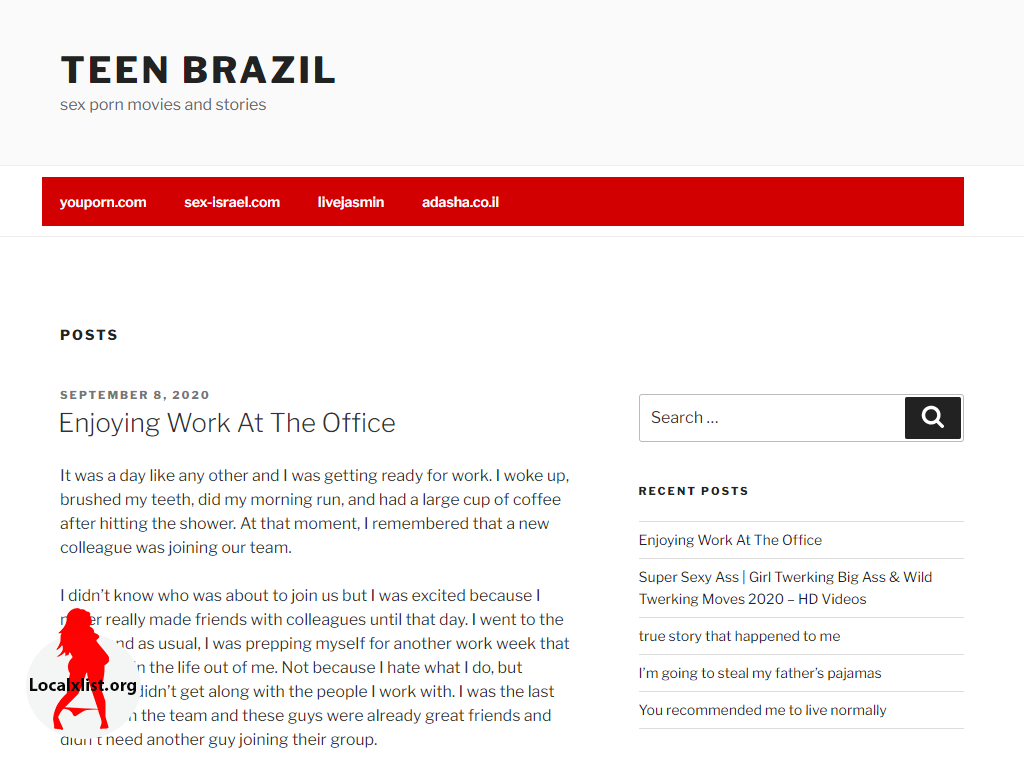 TEEN BRAZIL
sex porn movies and stories
youporn.com sex-israel.com livejasmin adasha.co.il
POSTS
SEPTEMBER 8, 2020
Enjoying Work At The Office
It was a day like any other and I was getting ready for work. I woke up,
brushed my teeth, did my morning run, and had a large cup of coffee
after hitting the shower. At that moment, I remembered that a new
colleague was joining our team.
I didn't know who was about to join us but I was excited because I
really made friends with colleagues until that day. I went to the
as usual, I was prepping myself for another work week that
in the life out of me. Not because I hate what I do, but
didn't get along with the people I work with. I was the last
the team and these guys were already great friends and
didn't need another guy joining their group.
Localxlist.org
Search …
RECENT POSTS
Enjoying Work At The Office
Super Sexy Ass | Girl Twerking Big Ass & Wild
Twerking Moves 2020 – HD Videos
true story that happened to me
I'm going to steal my father's pajamas
You recommended me to live normally